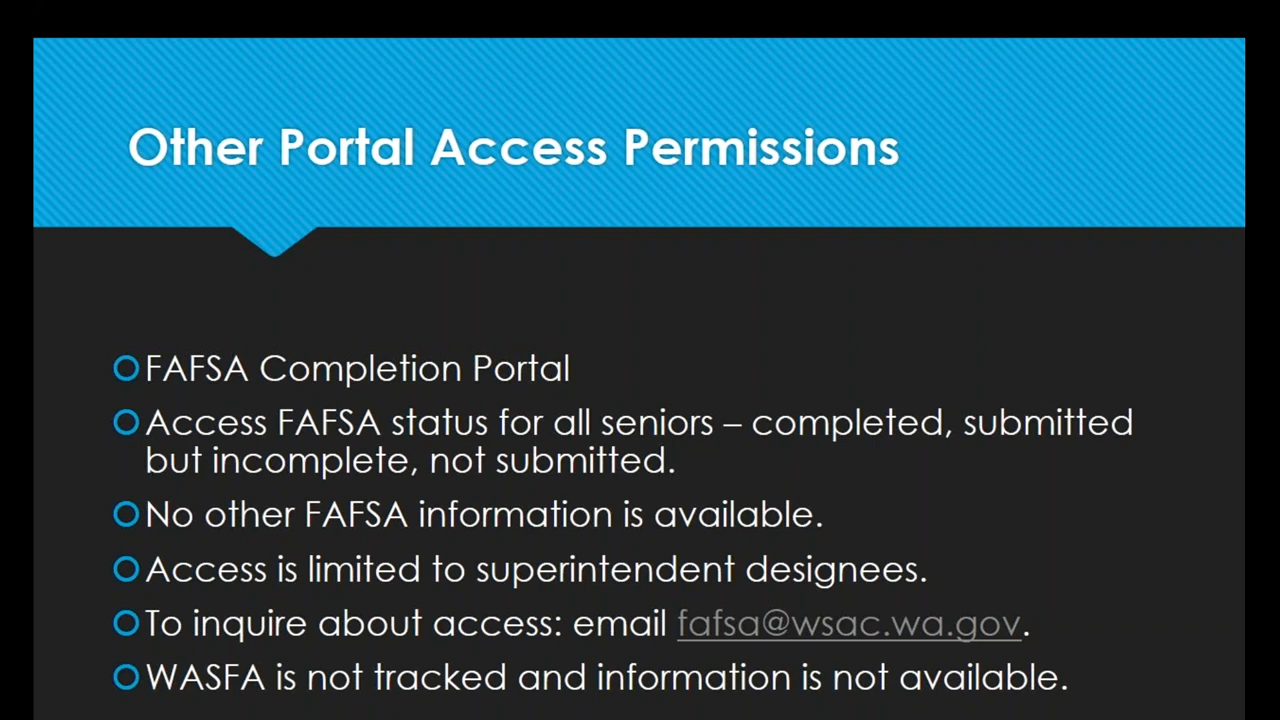 Other Portal Access Permissions
FAFSA Completion Portal
Access FAFSA status for all seniors – completed, submitted
but incomplete, not submitted.
No other FAFSA information is available.
Access is limited to superintendent designees.
To inquire about access: email fafsa@wsac.wa.gov.
WASFA is not tracked and information is not available.